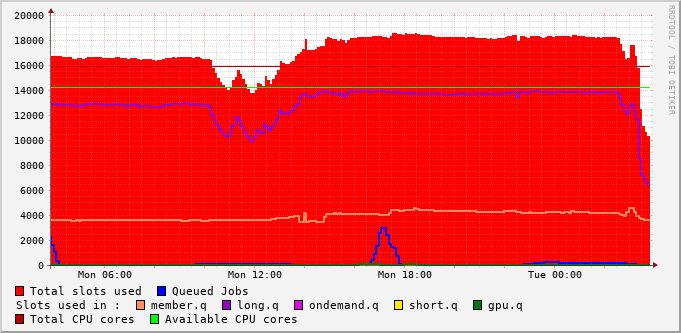 20000
18000
16000
14000
12000
10000
8000
6000
4000
2000
0
Mon 06:00 Mon 12:00 Mon 18:00 Tue 00:00
RRDTOOL / TOBI OETIKER
Total slots used Queued Jobs
Slots used in : member.q long.q ondemand.q short.q gpu.q
Total CPU cores Available CPU cores